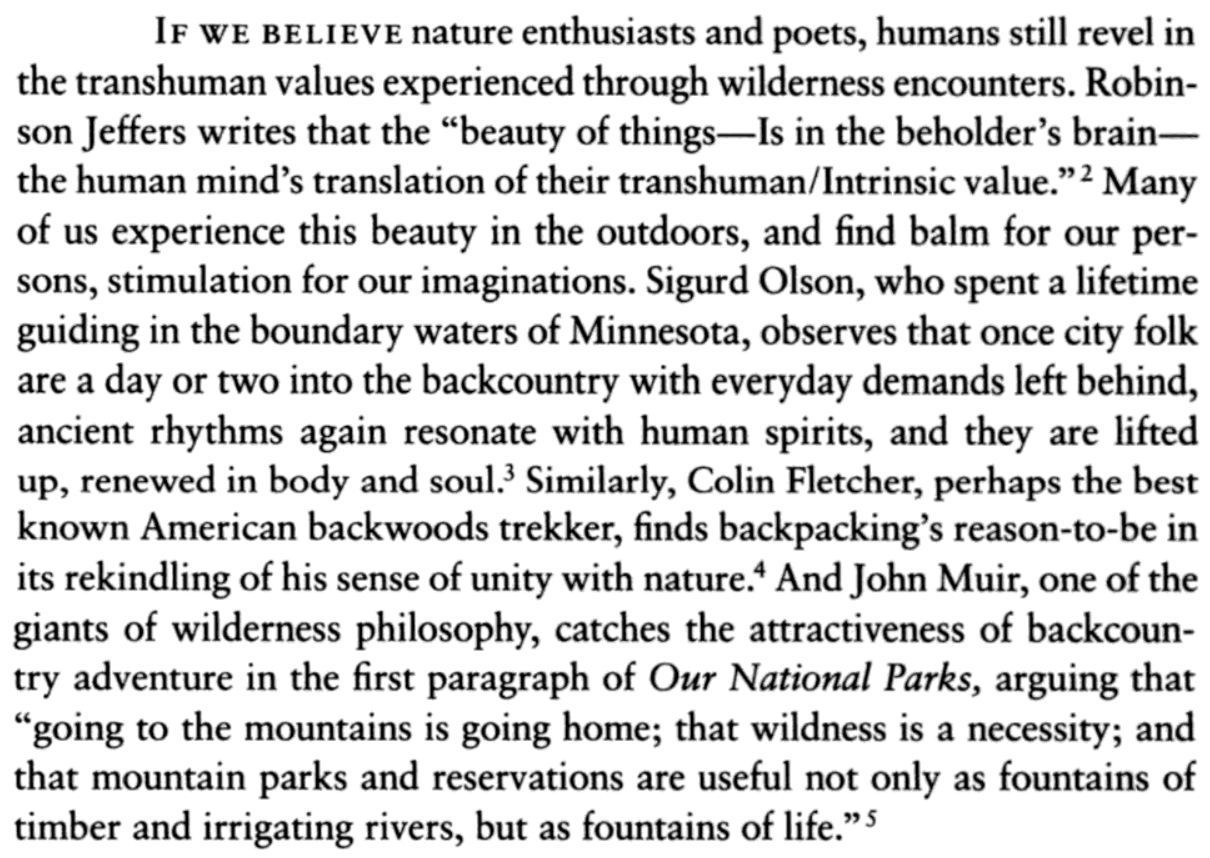 IF WE BELIEVE nature enthusiasts and poets, humans still revel in
the transhuman values experienced through wilderness encounters. Robin-
son Jeffers writes that the “beauty of things—Is in the beholder’s brain—
the human mind’s translation of their transhuman/Intrinsic value.”2 Many
of us experience this beauty in the outdoors, and find balm for our per-
sons, stimulation for our imaginations. Sigurd Olson, who spent a lifetime
guiding in the boundary waters of Minnesota, observes that once city folk
are a day or two into the backcountry with everyday demands left behind,
ancient rhythms again resonate with human spirits, and they are lifted
up, renewed in body and soul.3 Similarly, Colin Fletcher, perhaps the best
known American backwoods trekker, finds backpacking’s reason-to-be in
its rekindling of his sense of unity with nature.4 And John Muir, one of the
giants of wilderness philosophy, catches the attractiveness of backcoun-
try adventure in the first paragraph of Our National Parks, arguing that
“going to the mountains is going home; that wildness is a necessity; and
that mountain parks and reservations are useful not only as fountains of
timber and irrigating rivers, but as fountains of life.”5